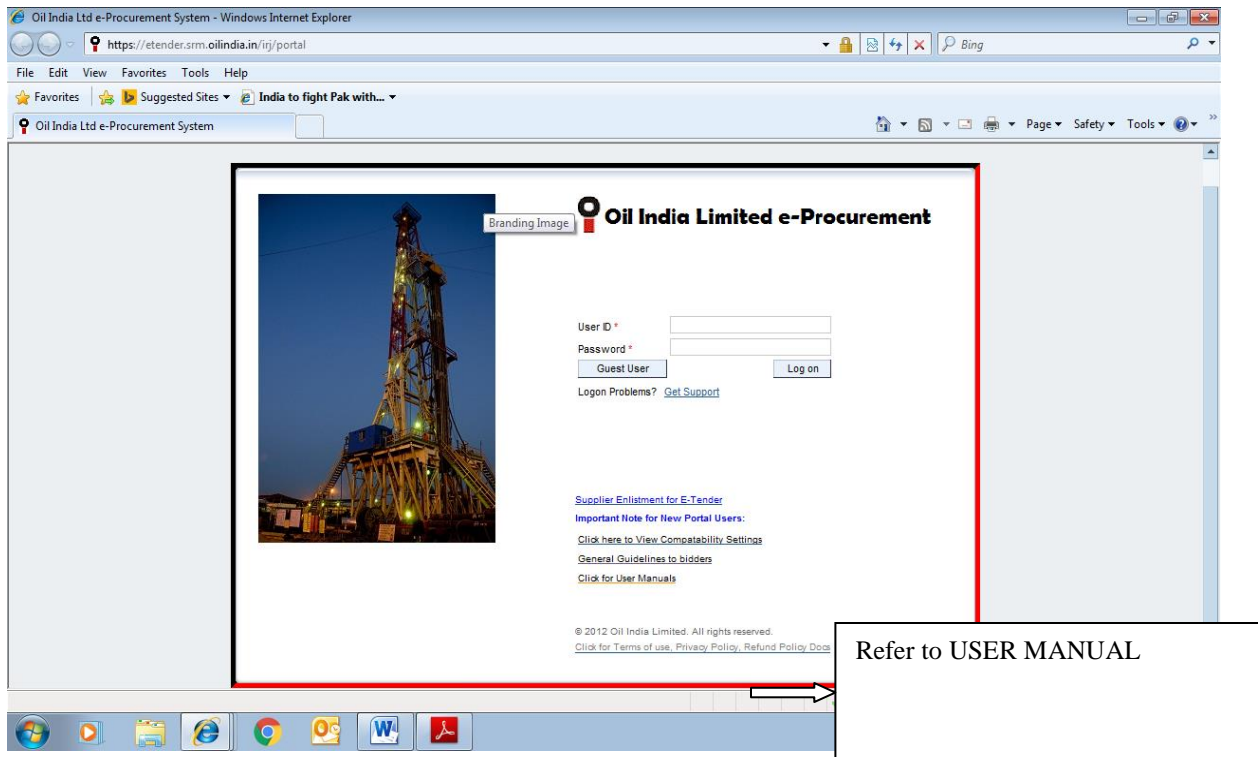 Oil India Ltd e-Procurement System - Windows Internet Explorer
https://etender.srm.oilindia.in/irj/portal
Bing
File Edit View Favorites Tools Help
Favorites Suggested Sites India to fight Pak with...
Oil India Ltd e-Procurement System
Page Safety Tools
Branding Image
Oil India Limited e-Procurement
User ID *
Password *
Guest User Log on
Logon Problems? Get Support
Supplier Enlistment for E-Tender
Important Note for New Portal Users:
Click here to View Compatability Settings
General Guidelines to bidders
Click for User Manuals
© 2012 Oil India Limited. All rights reserved.
Click for Terms of use, Privacy Policy, Refund Policy Docs
Refer to USER MANUAL